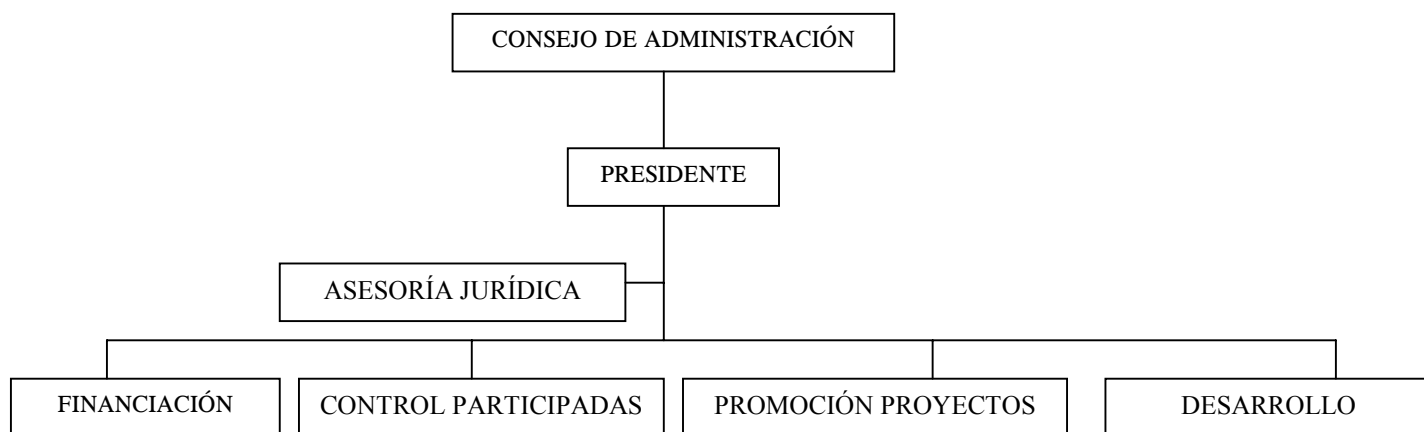 CONSEJO DE ADMINISTRACIÓN
PRESIDENTE
ASESORÍA JURÍDICA
FINANCIACIÓN
CONTROL PARTICIPADAS
PROMOCIÓN PROYECTOS
DESARROLLO